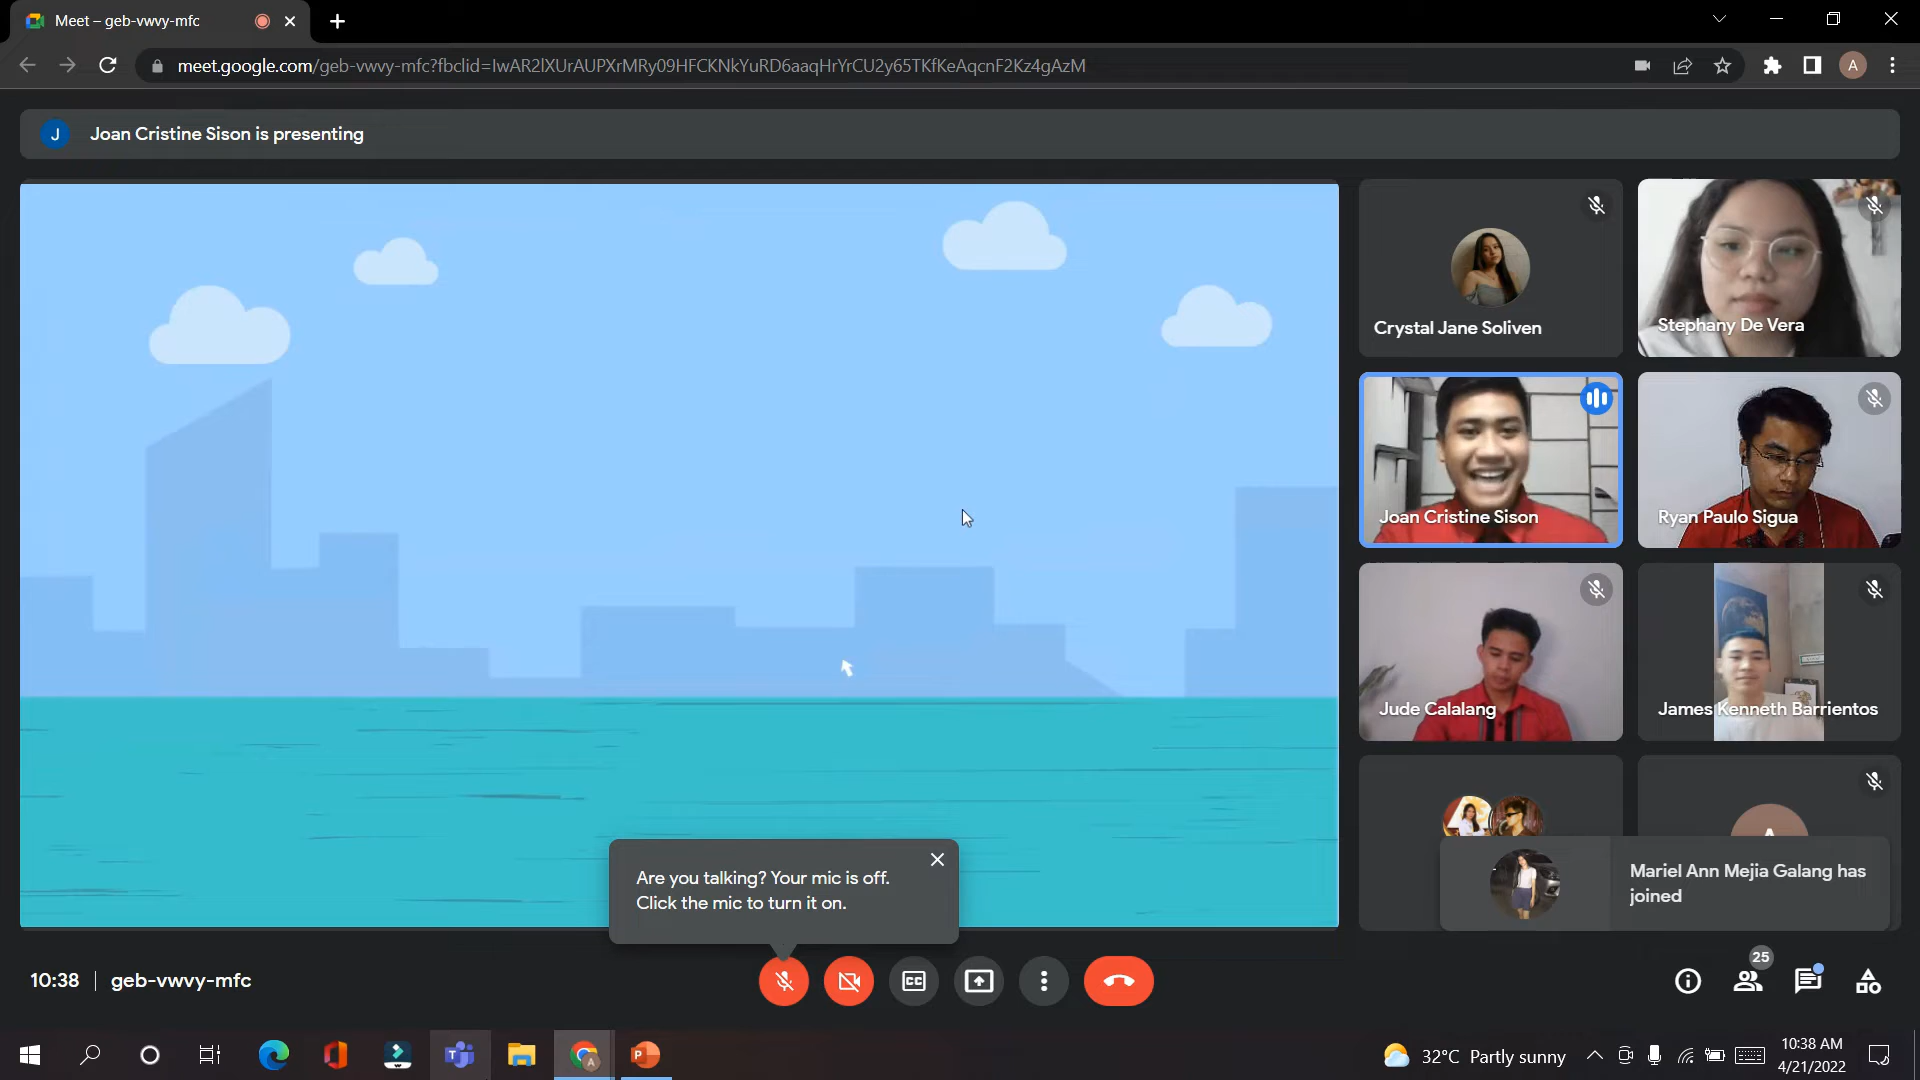 Meet – geb-vwvy-mfc
meet.google.com/geb-vwvy-mfc?fbclid=IwAR2lXUrAUPXrMRy09HFCKNkYuRD6aaqHrYrCU2y65TKfKeAqcnF2Kz4gAzM
A
J
Joan Cristine Sison is presenting
Crystal Jane Soliven
Stephany De Vera
Joan Cristine Sison
Ryan Paulo Sigua
Jude Calalang
James Kenneth Barrientos
Are you talking? Your mic is off.
Click the mic to turn it on.
Mariel Ann Mejia Galang has
joined
10:38
geb-vwvy-mfc
CC
25
32°C Partly sunny
10:38 AM
4/21/2022